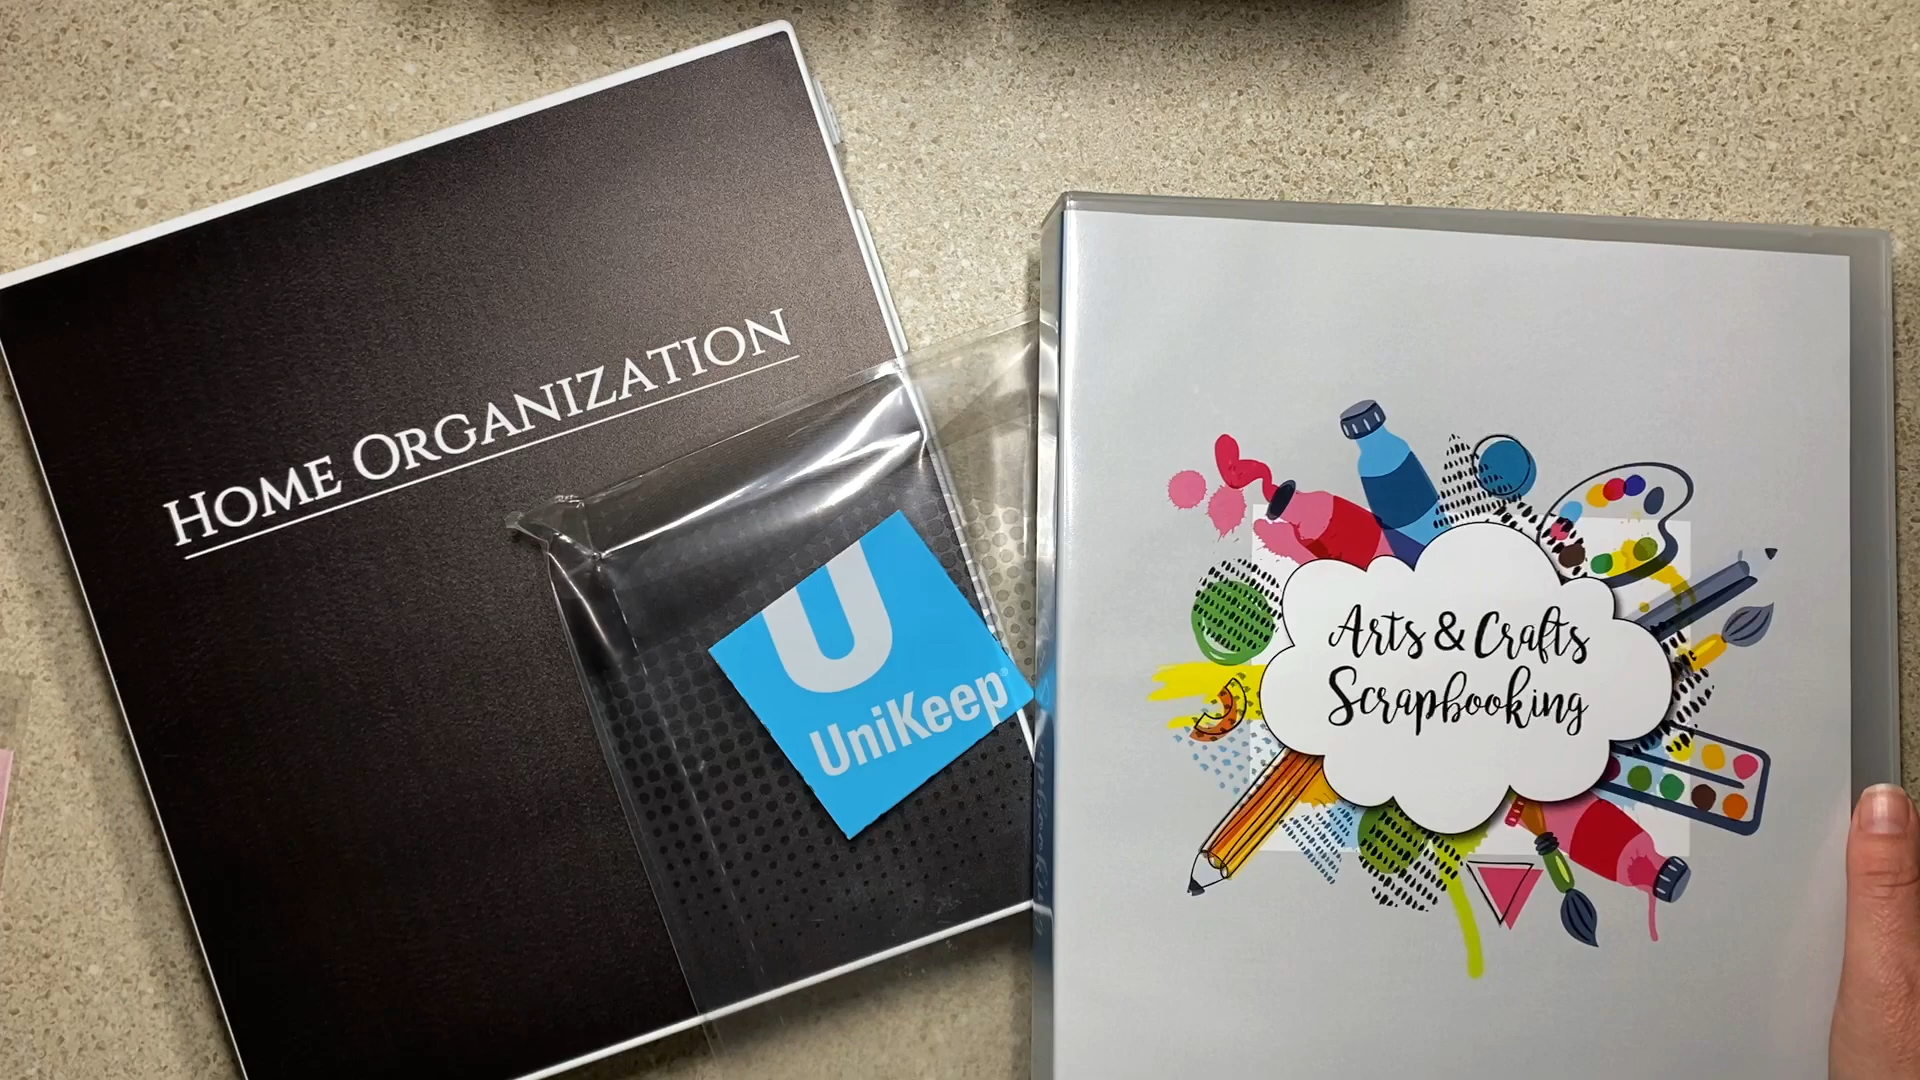 HOME ORGANIZATION
U
UniKeep®
Arts & Crafts
Scrapbooking